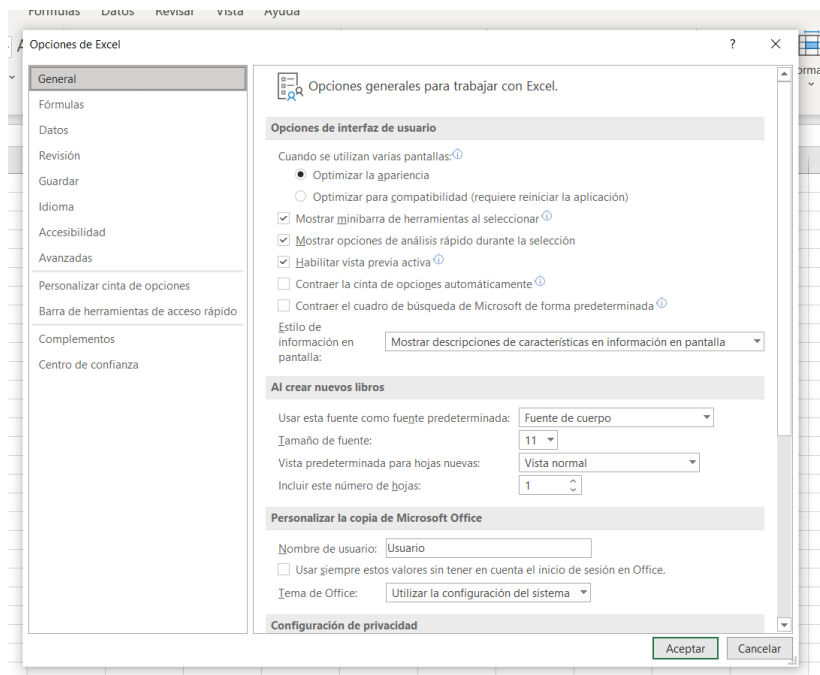 Fórmulas Datos Revisar Vista Ayuda
Opciones de Excel ?
General
Fórmulas
Datos
Revisión
Guardar
Idioma
Accesibilidad
Avanzadas
Personalizar cinta de opciones
Barra de herramientas de acceso rápido
Complementos
Centro de confianza
Opciones generales para trabajar con Excel.
Opciones de interfaz de usuario
Cuando se utilizan varias pantallas:
Optimizar la apariencia
Optimizar para compatibilidad (requiere reiniciar la aplicación)
Mostrar minibarra de herramientas al seleccionar
Mostrar opciones de análisis rápido durante la selección
Habilitar vista previa activa
Contraer la cinta de opciones automáticamente
Contraer el cuadro de búsqueda de Microsoft de forma predeterminada
Estilo de
información en
pantalla:
Mostrar descripciones de características en información en pantalla
Al crear nuevos libros
Usar esta fuente como fuente predeterminada: Fuente de cuerpo
Tamaño de fuente: 11
Vista predeterminada para hojas nuevas: Vista normal
Incluir este número de hojas: 1
Personalizar la copia de Microsoft Office
Nombre de usuario: Usuario
Usar siempre estos valores sin tener en cuenta el inicio de sesión en Office.
Tema de Office: Utilizar la configuración del sistema
Configuración de privacidad
Aceptar Cancelar